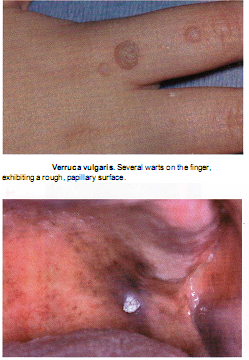 Verruca vulgaris. Several warts on the finger,
exhibiting a rough, papillary surface.